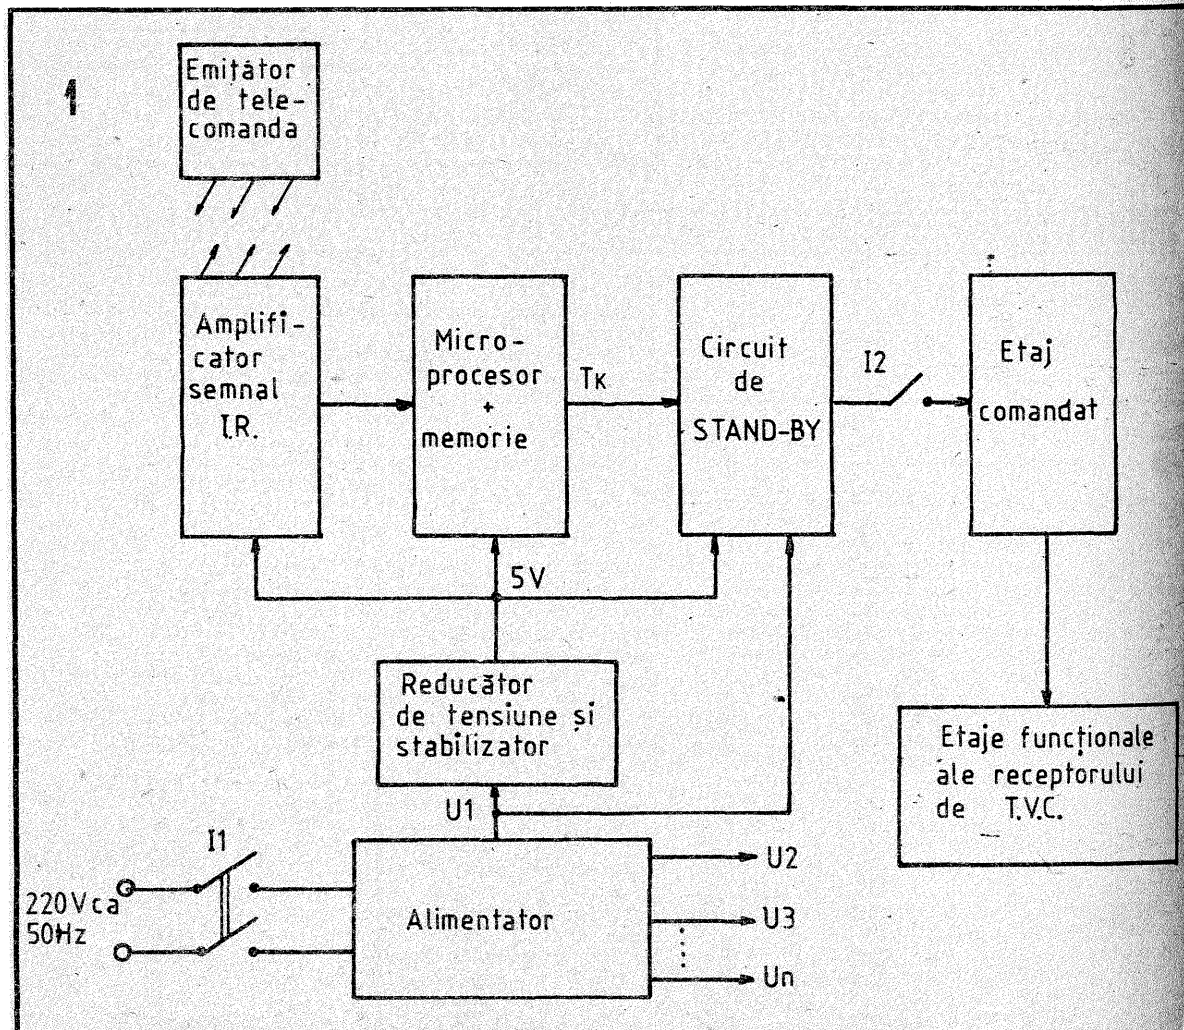 1
Emițător
de tele-
comanda
Amplifi-
cator
semnal
I.R.
Micro-
procesor
+
memorie
TK
Circuit
de
STAND-BY
I2
Etaj
comandat
5V
Reducător
de tensiune și
stabilizator
Etaje funcționale
ale receptorului
de T.V.C.
U1
I1
220Vca
50Hz
Alimentator
U2
U3
Un